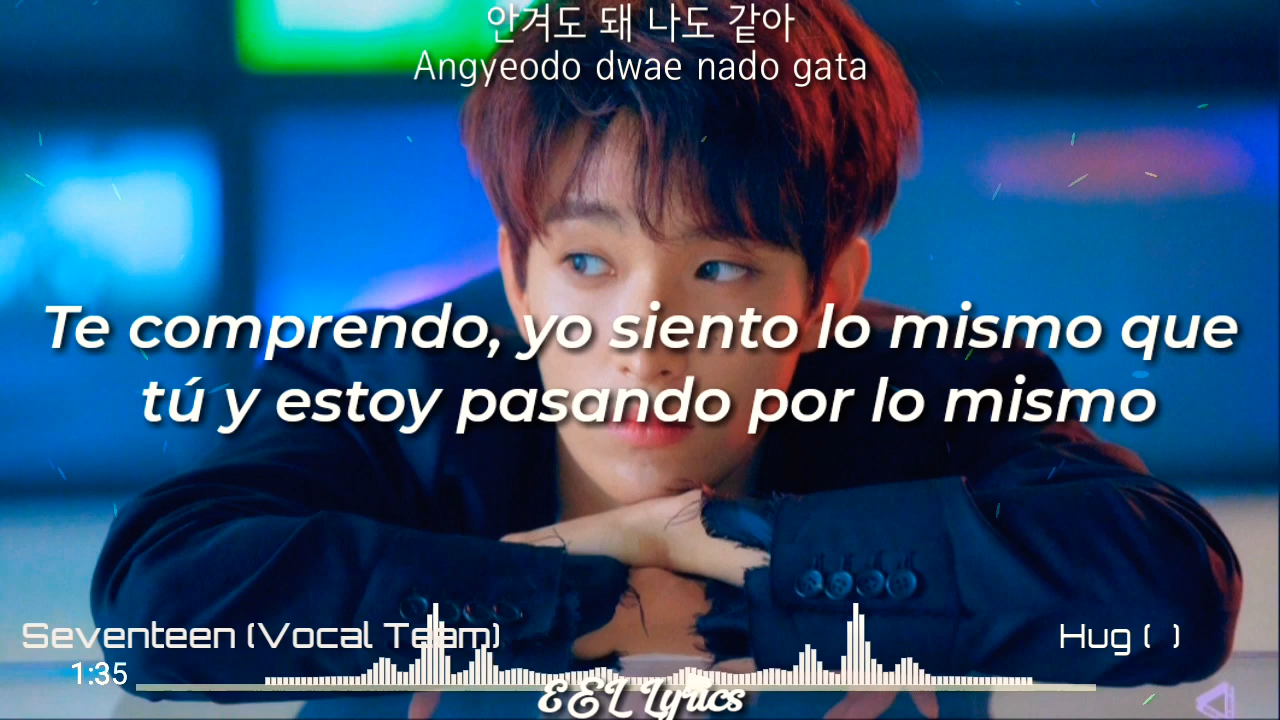 안겨도 돼 나도 같아
Angyeodo dwae nado gata
Te comprendo, yo siento lo mismo que
tú y estoy pasando por lo mismo
Seventeen (Vocal Team)
Hug ( )
1:35
EEL Lyrics